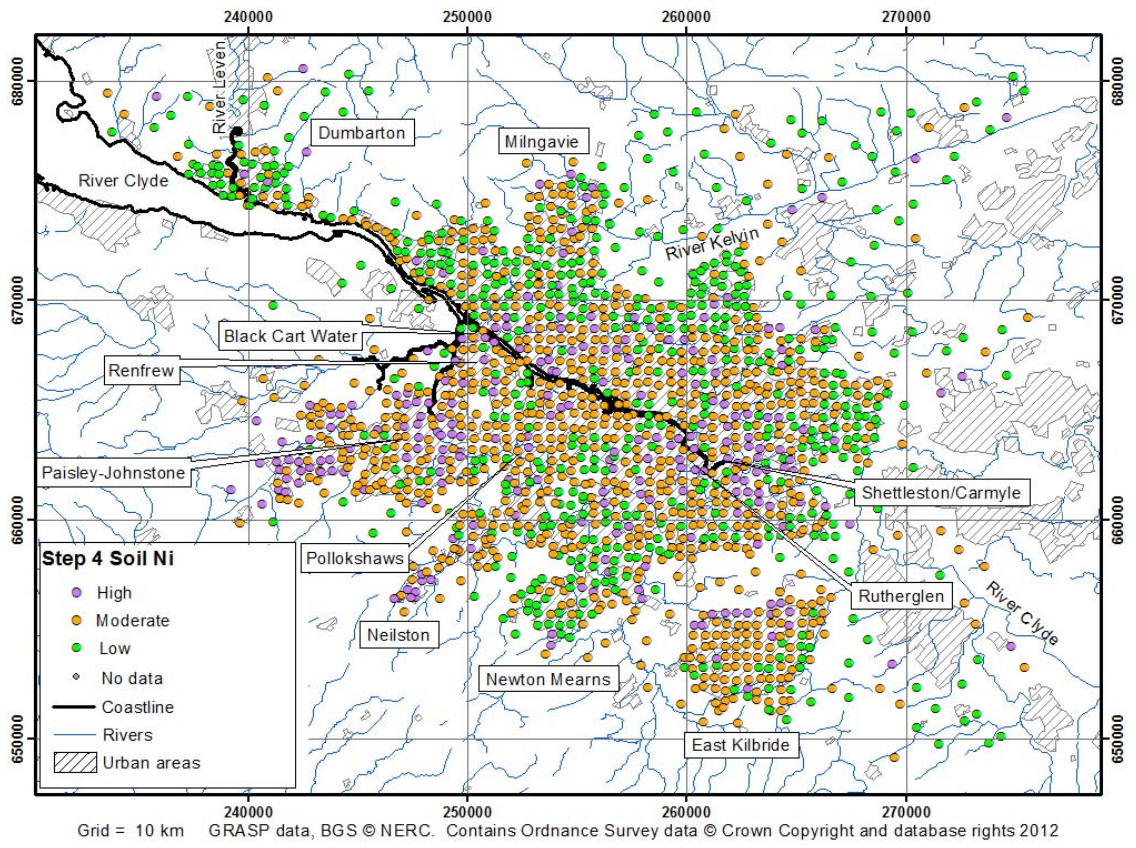 240000 250000 260000 270000
680000 680000
River Leven
Dumbarton
Milngavie
River Clyde
River Kelvin
670000 670000
Black Cart Water
Renfrew
Paisley-Johnstone
Shettleston/Carmyle
660000 660000
Pollokshaws
Rutherglen
River Clyde
Neilston
Newton Mearns
East Kilbride
650000 650000
Step 4 Soil Ni
High
Moderate
Low
No data
Coastline
Rivers
Urban areas
240000 250000 260000 270000
Grid = 10 km GRASP data, BGS © NERC. Contains Ordnance Survey data © Crown Copyright and database rights 2012